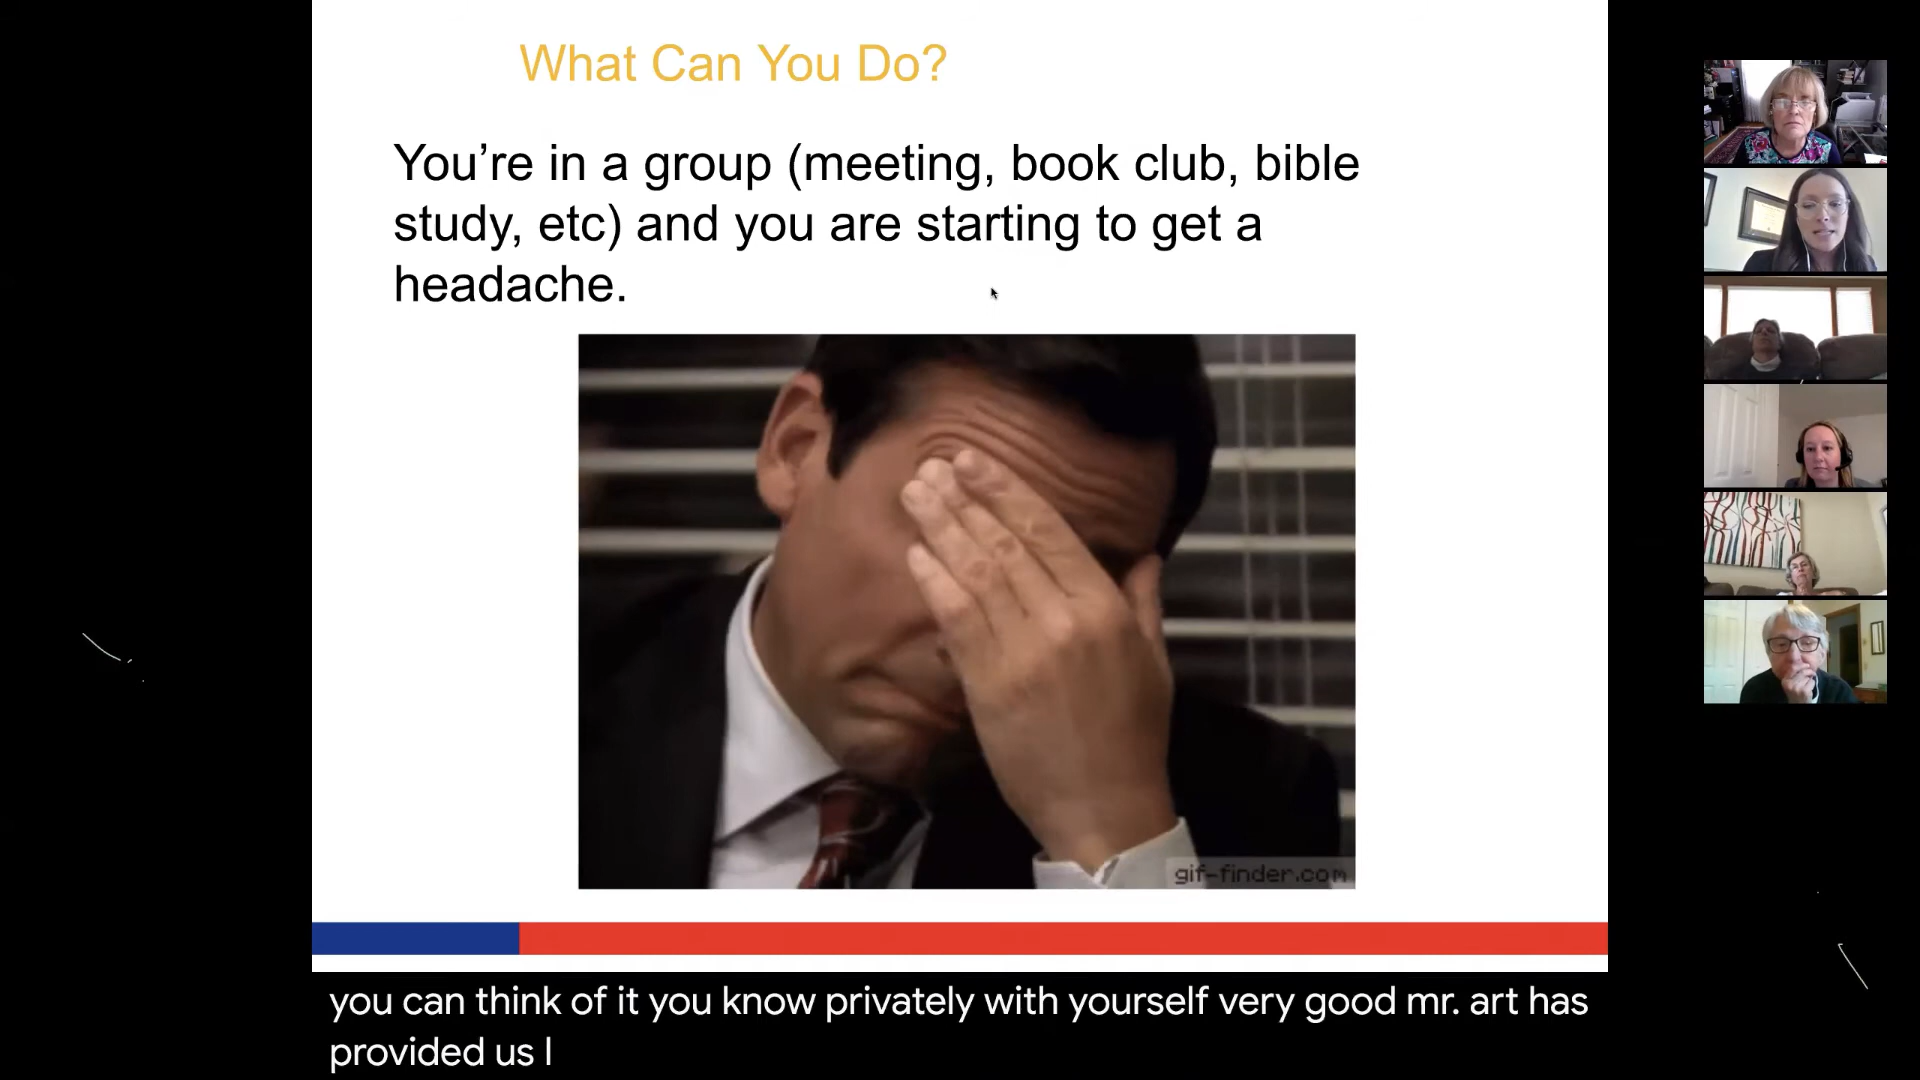 What Can You Do?
You’re in a group (meeting, book club, bible
study, etc) and you are starting to get a
headache.
gif-finder.com
you can think of it you know privately with yourself very good mr. art has
provided us I